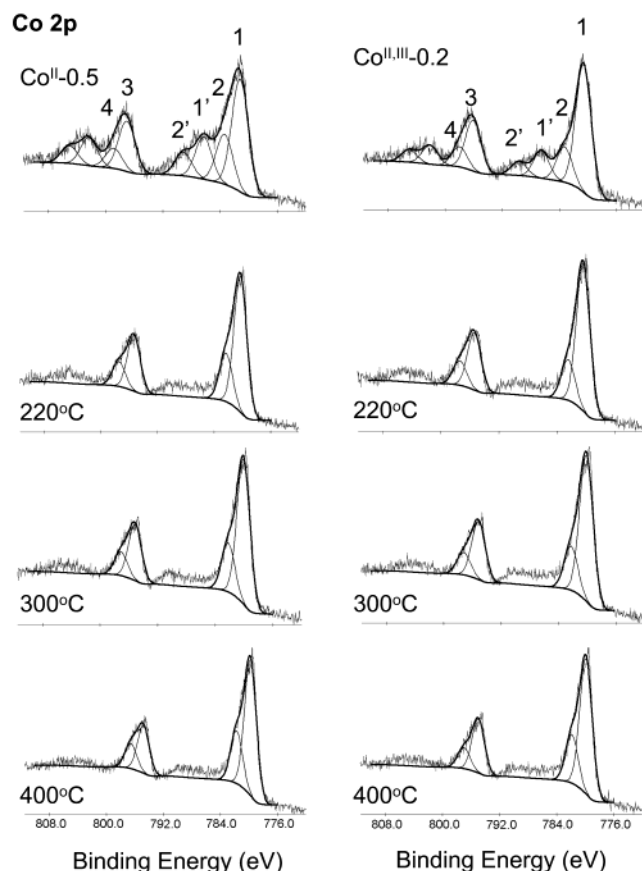 Co 2p
Co^II-0.5
4 3 2' 1' 2 1
Co^II,III-0.2
4 3 2' 1' 2 1
220°C
220°C
300°C
300°C
400°C
400°C
808.0 800.0 792.0 784.0 776.0
808.0 800.0 792.0 784.0 776.0
Binding Energy (eV)
Binding Energy (eV)